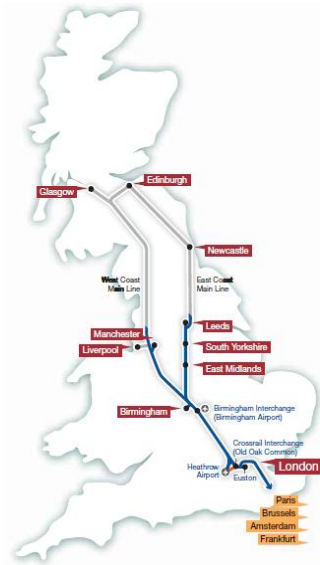 Edinburgh
Glasgow
Newcastle
West Coast
Main Line
East Coast
Main Line
Leeds
Manchester
Liverpool
South Yorkshire
East Midlands
Birmingham
Birmingham Interchange
(Birmingham Airport)
Crossrail Interchange
(Old Oak Common)
London
Heathrow
Airport
Euston
Paris
Brussels
Amsterdam
Frankfurt